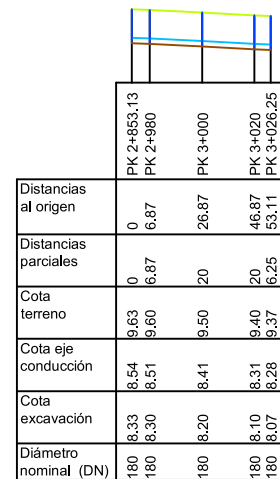 PK 2+853.13
PK 2+980
PK 3+000
PK 3+020
PK 3+026.25
Distancias
al origen
0
6.87
26.87
46.87
53.11
Distancias
parciales
0
6.87
20
20
6.25
Cota
terreno
9.63
9.60
9.50
9.40
9.37
Cota eje
conducción
8.54
8.51
8.41
8.31
8.28
Cota
excavación
8.33
8.30
8.20
8.10
8.07
Diámetro
nominal (DN)
180
180
180
180
180